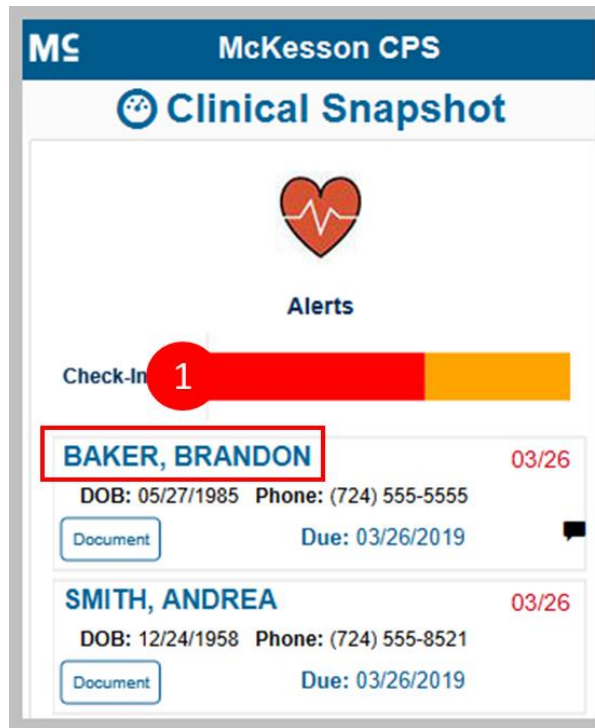 McKesson CPS
Clinical Snapshot
Alerts
Check-In 1
BAKER, BRANDON 03/26
DOB: 05/27/1985 Phone: (724) 555-5555
Document Due: 03/26/2019
SMITH, ANDREA 03/26
DOB: 12/24/1958 Phone: (724) 555-8521
Document Due: 03/26/2019